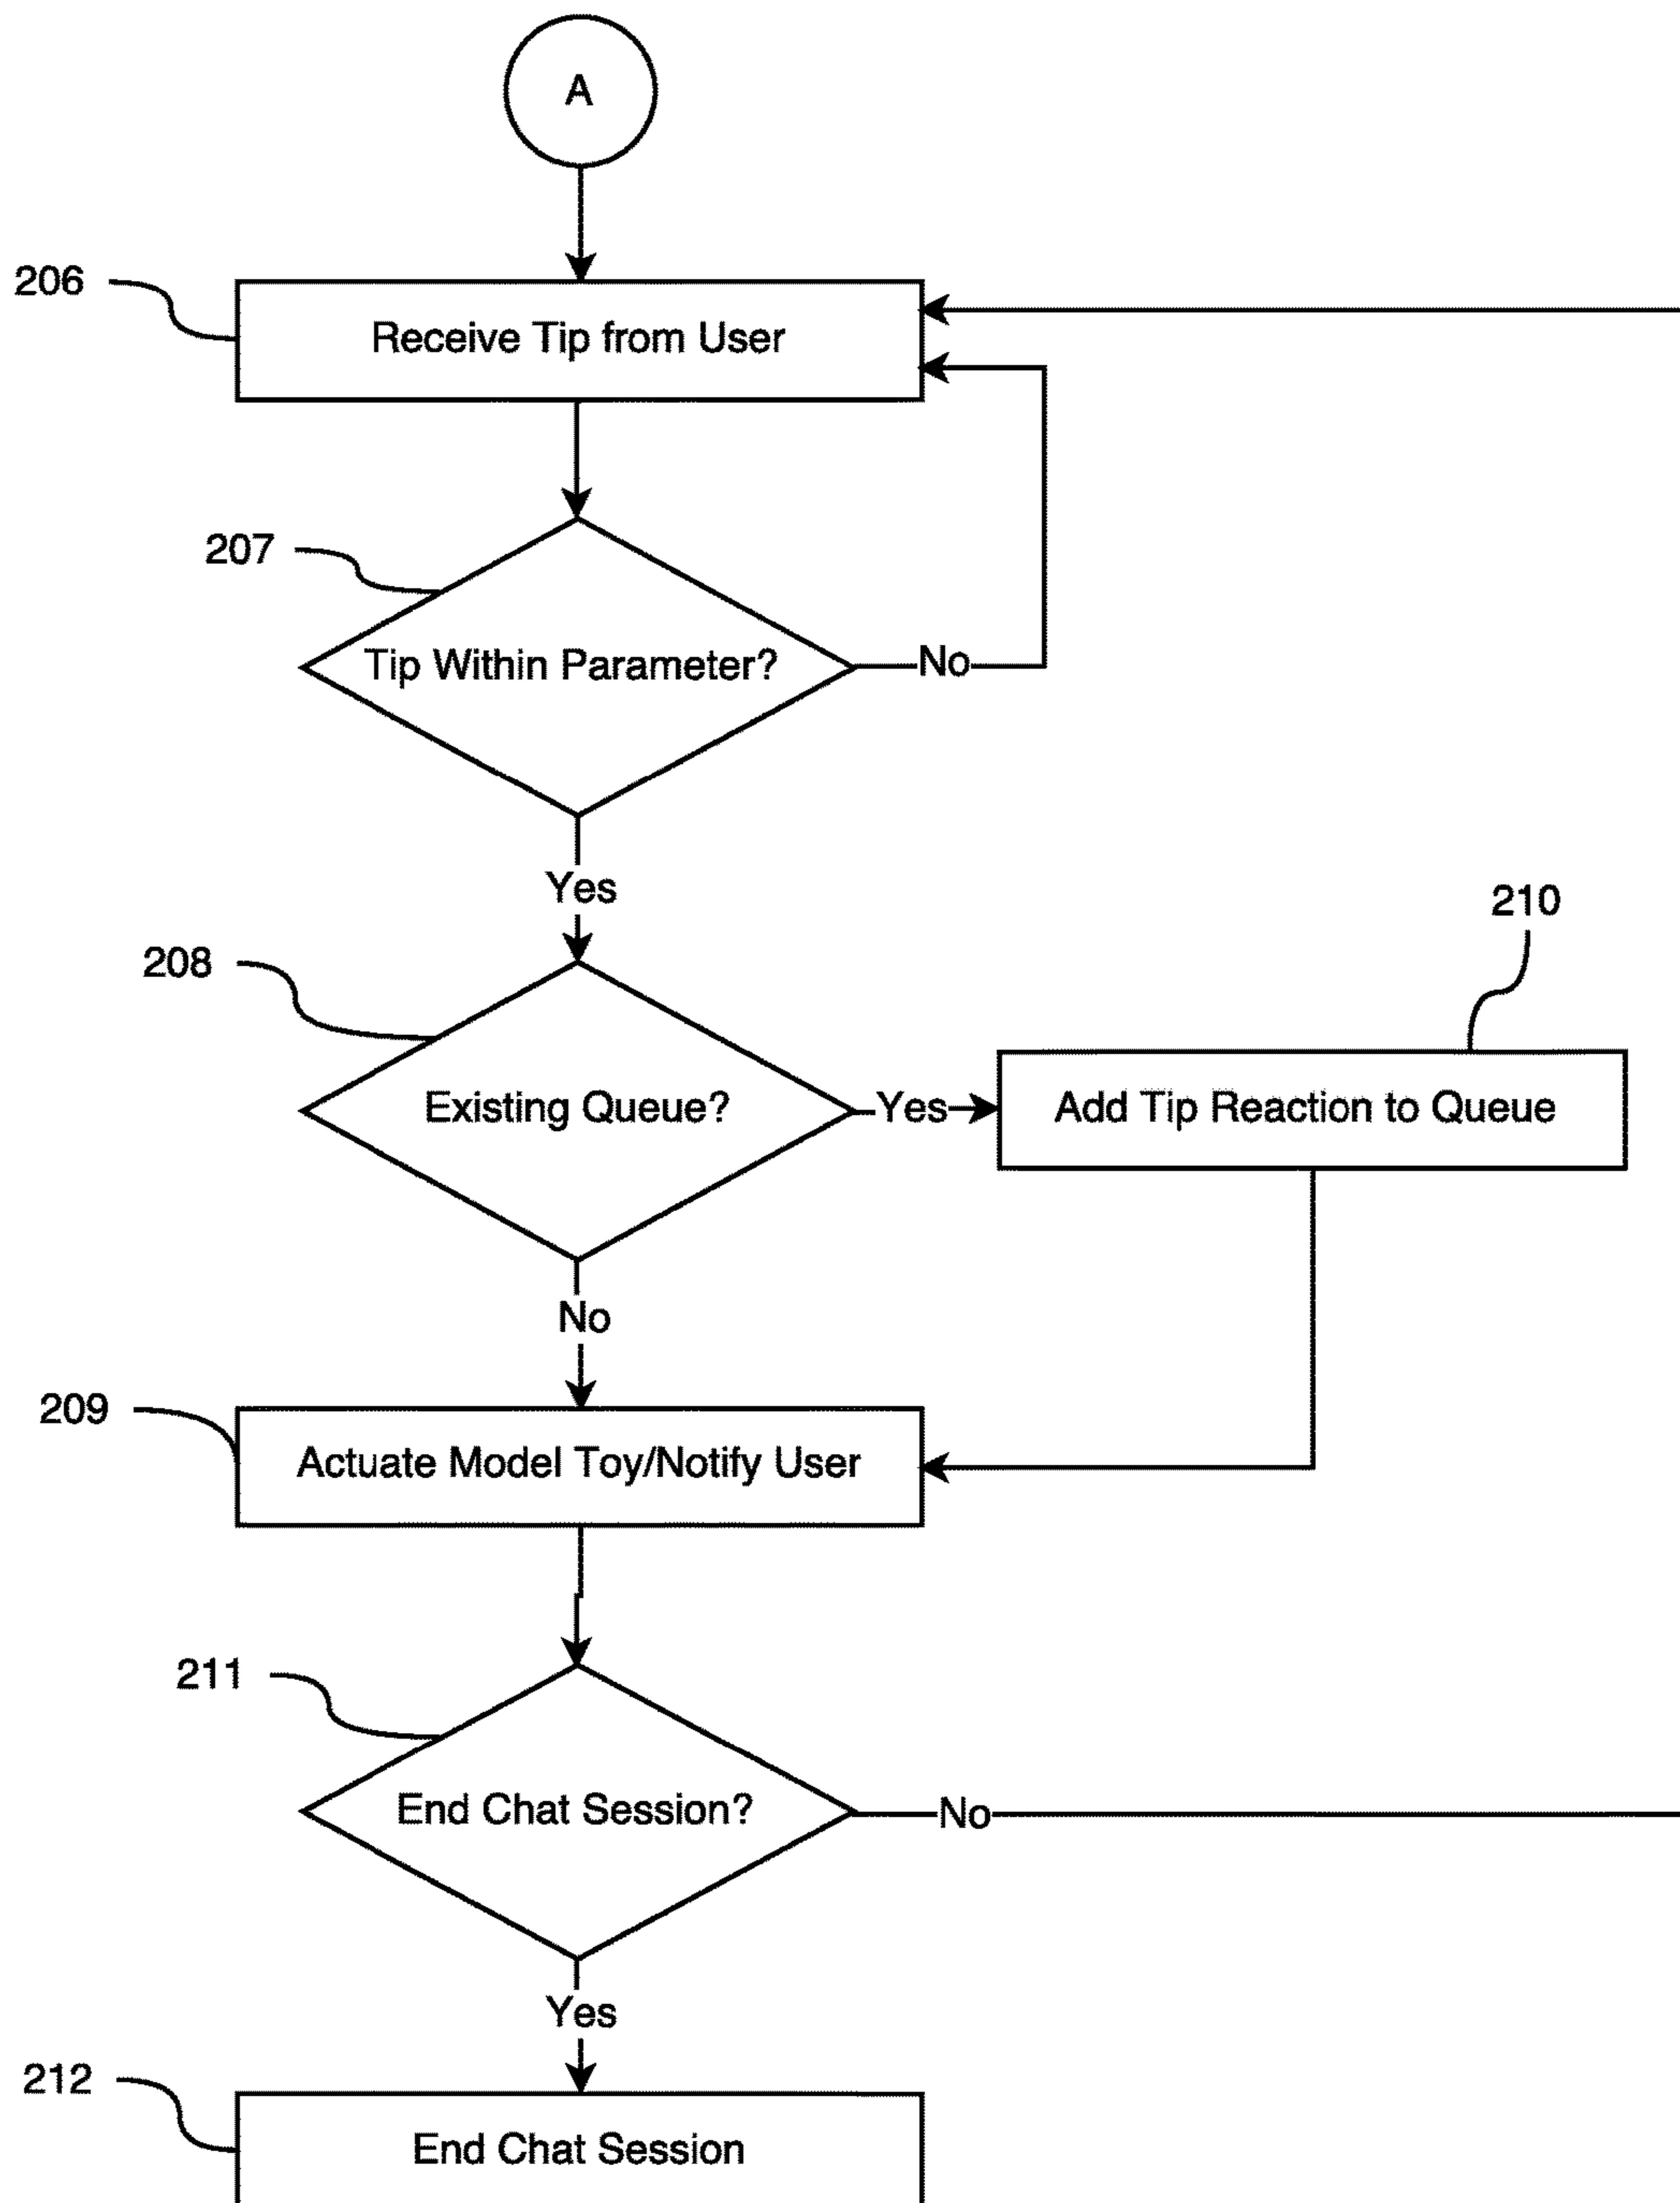 A
206
Receive Tip from User
207
Tip Within Parameter?
No
Yes
210
208
Existing Queue?
Yes
Add Tip Reaction to Queue
No
209
Actuate Model Toy/Notify User
211
End Chat Session?
No
Yes
212
End Chat Session